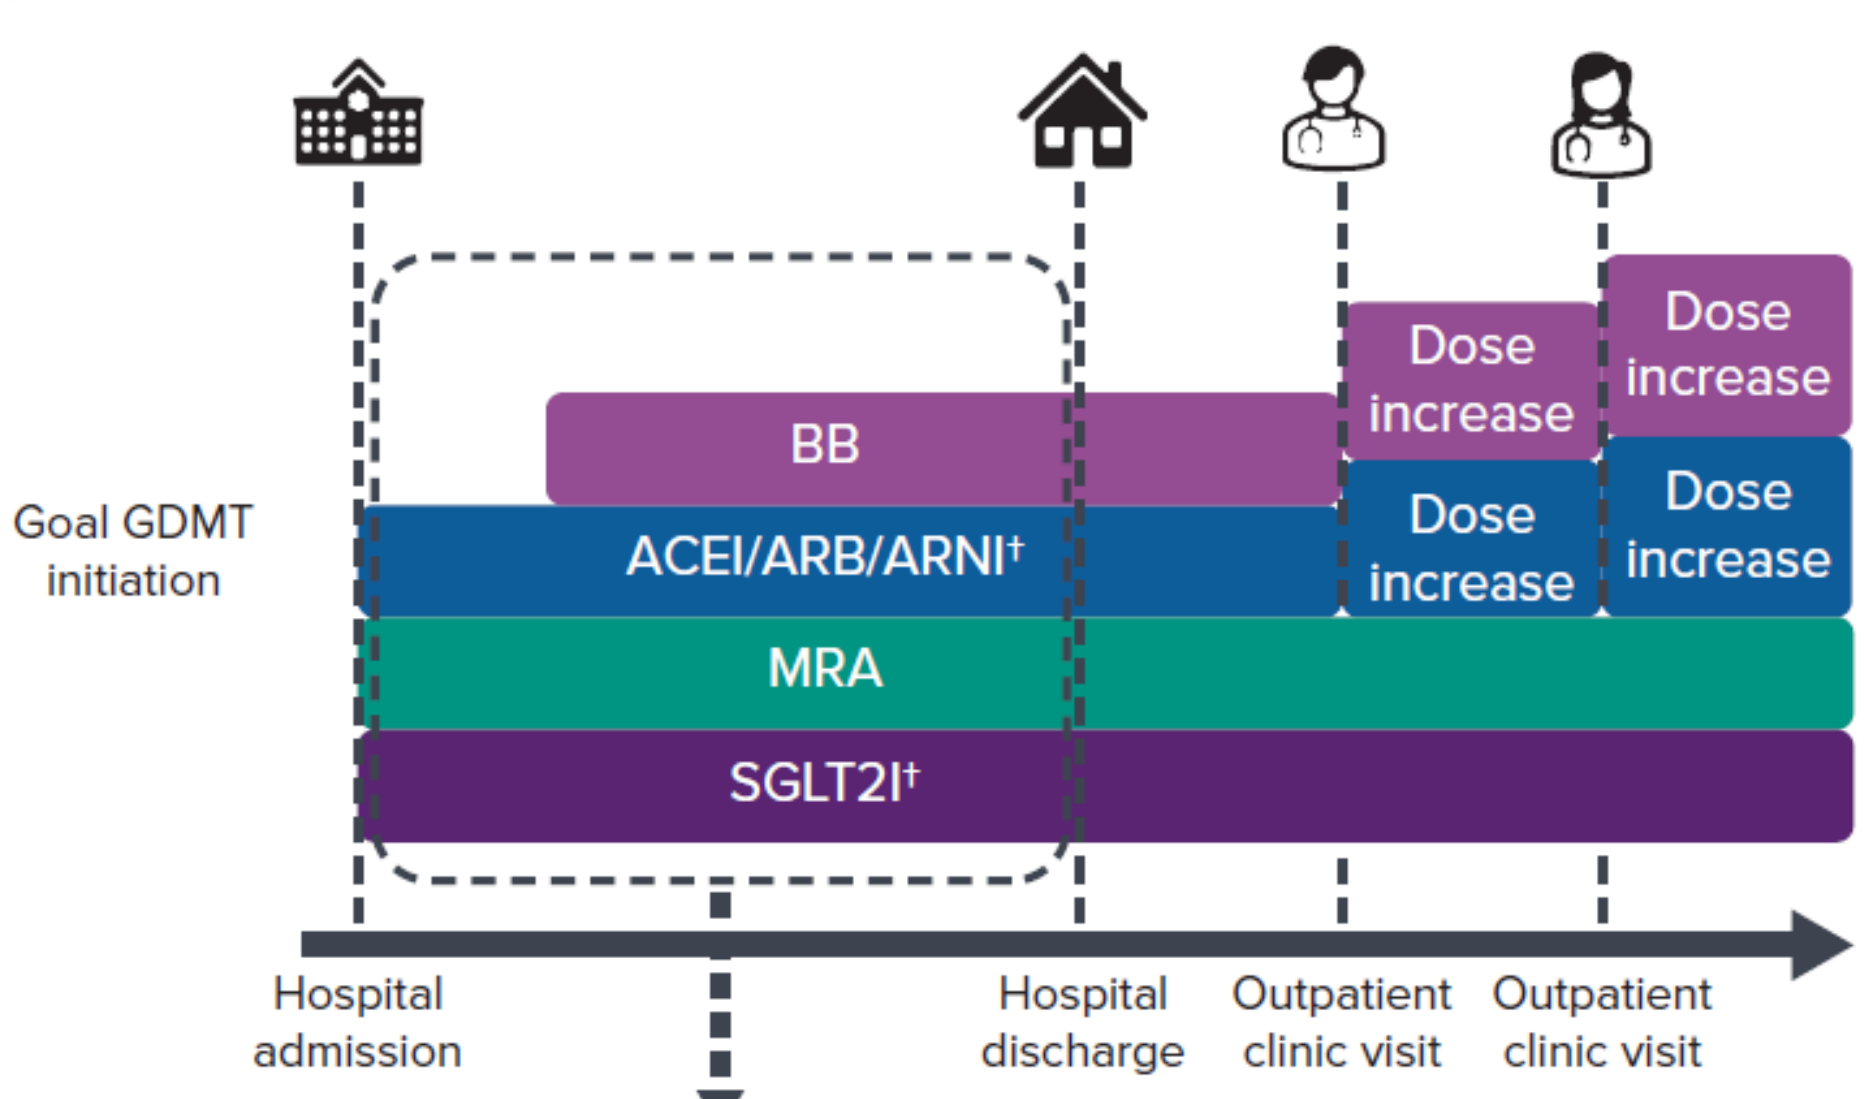 Goal GDMT
initiation
BB
ACEI/ARB/ARNI†
MRA
SGLT2I†
Dose
increase
Dose
increase
Dose
increase
Dose
increase
Hospital
admission
Hospital
discharge
Outpatient
clinic visit
Outpatient
clinic visit